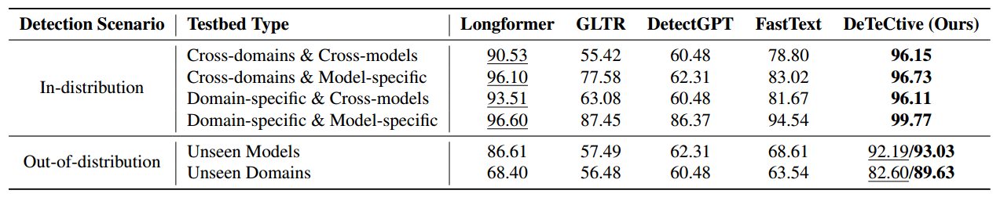 Detection Scenario Testbed Type Longformer GLTR DetectGPT FastText DeTeCtive (Ours)
Cross-domains & Cross-models 90.53 55.42 60.48 78.80 96.15
Cross-domains & Model-specific 96.10 77.58 62.31 83.02 96.73
In-distribution
Domain-specific & Cross-models 93.51 63.08 60.48 81.67 96.11
Domain-specific & Model-specific 96.60 87.45 86.37 94.54 99.77
Unseen Models 86.61 57.49 62.31 68.61 92.19/93.03
Out-of-distribution
Unseen Domains 68.40 56.48 60.48 63.54 82.60/89.63